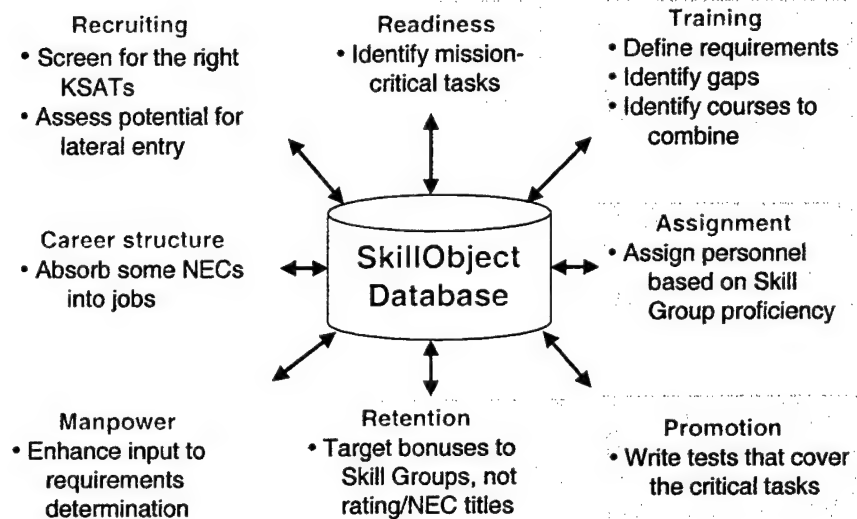 Recruiting
• Screen for the right
KSATs
• Assess potential for
lateral entry
Readiness
• Identify mission-
critical tasks
Training
• Define requirements
• Identify gaps
• Identify courses to
combine
Career structure
• Absorb some NECs
into jobs
SkillObject
Database
Assignment
• Assign personnel
based on Skill
Group proficiency
Manpower
• Enhance input to
requirements
determination
Retention
• Target bonuses to
Skill Groups, not
rating/NEC titles
Promotion
• Write tests that cover
the critical tasks